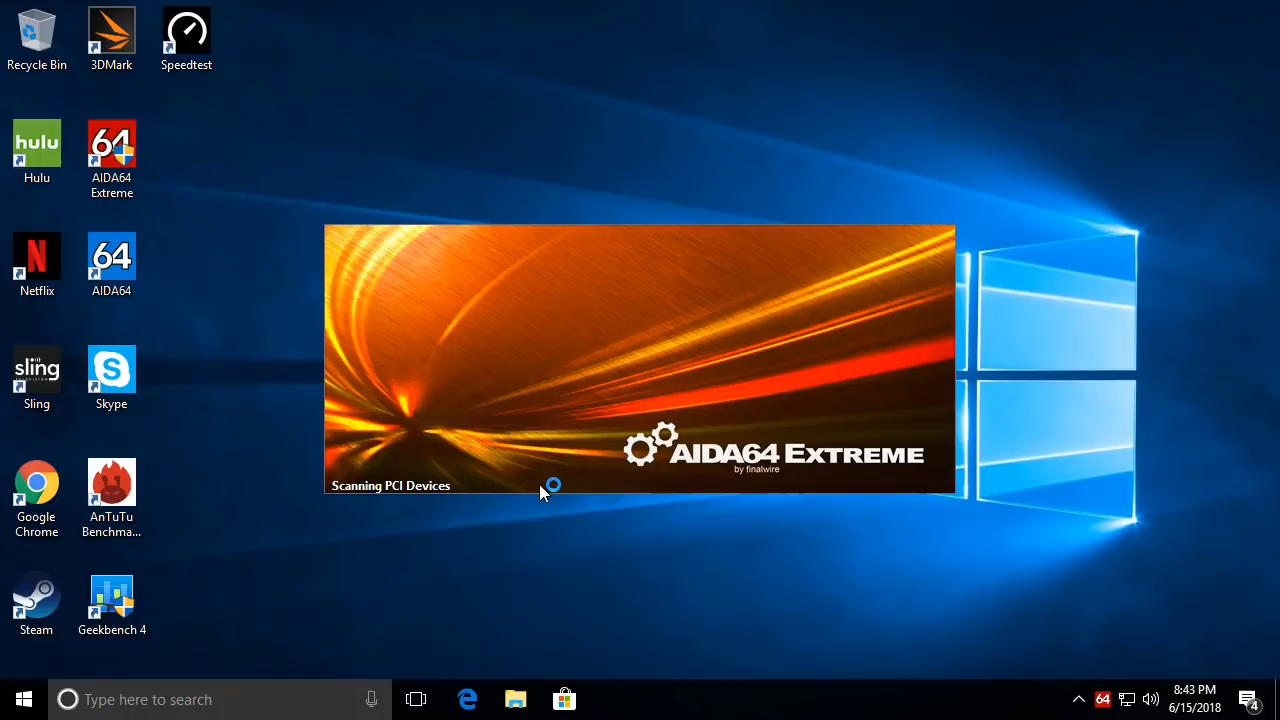 Recycle Bin
3DMark
Speedtest
hulu
Hulu
64
AIDA64
Extreme
N
Netflix
64
AIDA64
sling
Sling
S
Skype
Google
Chrome
AnTuTu
Benchma...
Steam
Geekbench 4
AIDA64 EXTREME
by finalwire
Scanning PCI Devices
Type here to search
64
8:43 PM
6/15/2018
4